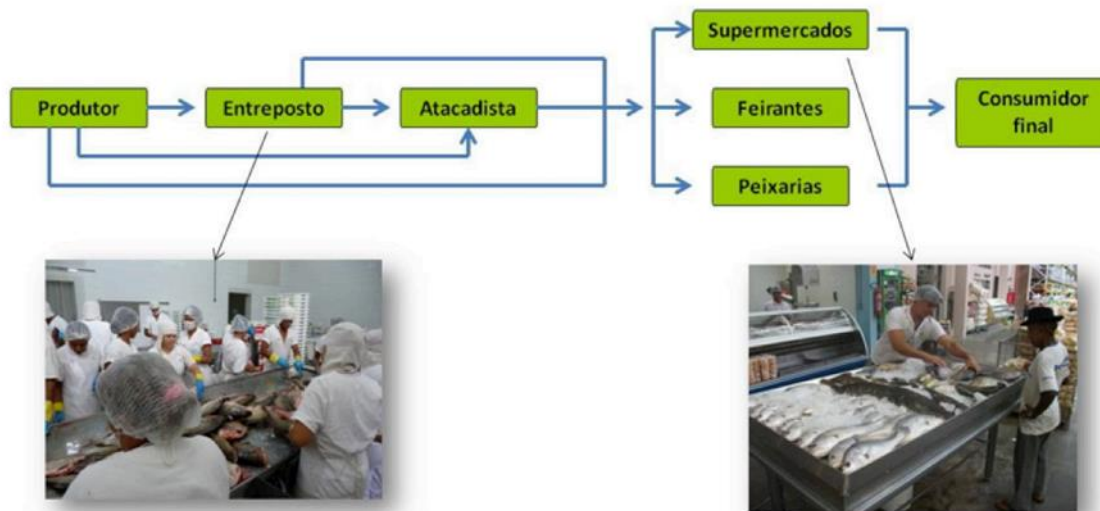 Supermercados
Produtor
Entreposto
Atacadista
Feirantes
Consumidor
final
Peixarias